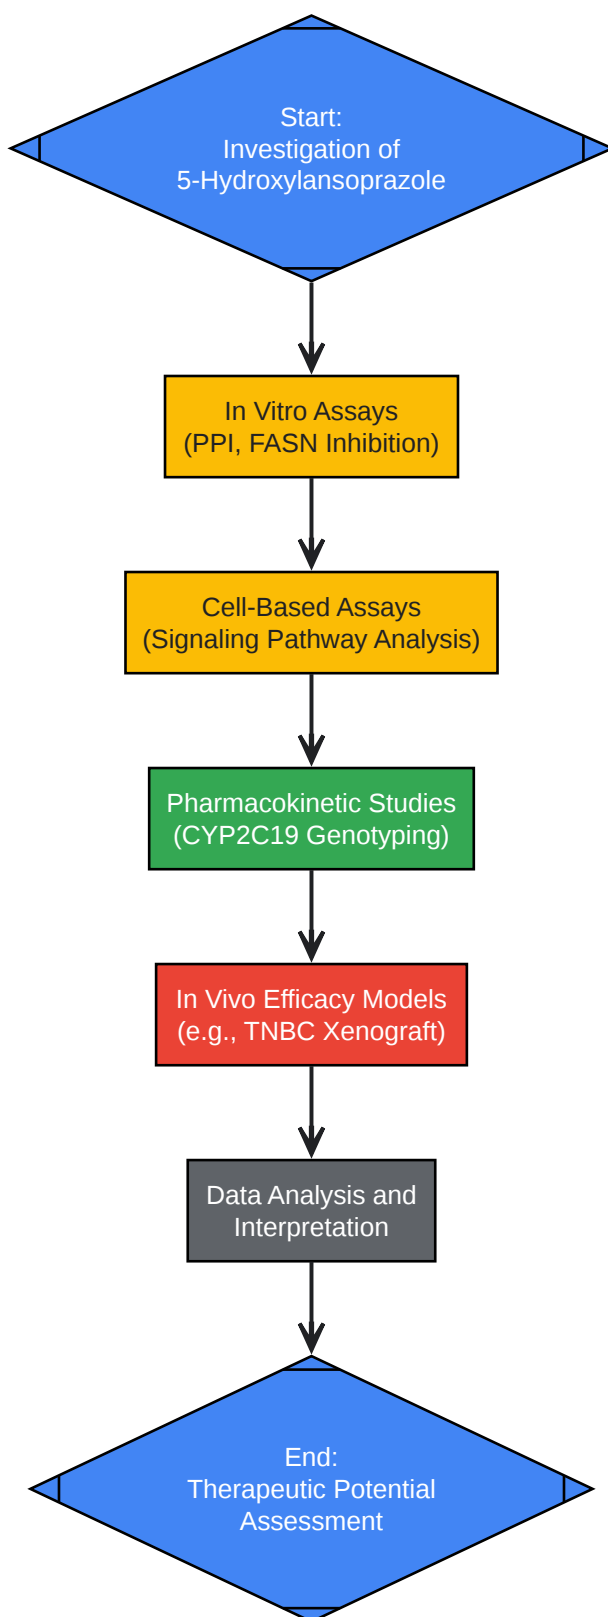 Start:
Investigation of
5-Hydroxylansoprazole
In Vitro Assays
(PPI, FASN Inhibition)
Cell-Based Assays
(Signaling Pathway Analysis)
Pharmacokinetic Studies
(CYP2C19 Genotyping)
In Vivo Efficacy Models
(e.g., TNBC Xenograft)
Data Analysis and
Interpretation
End:
Therapeutic Potential
Assessment